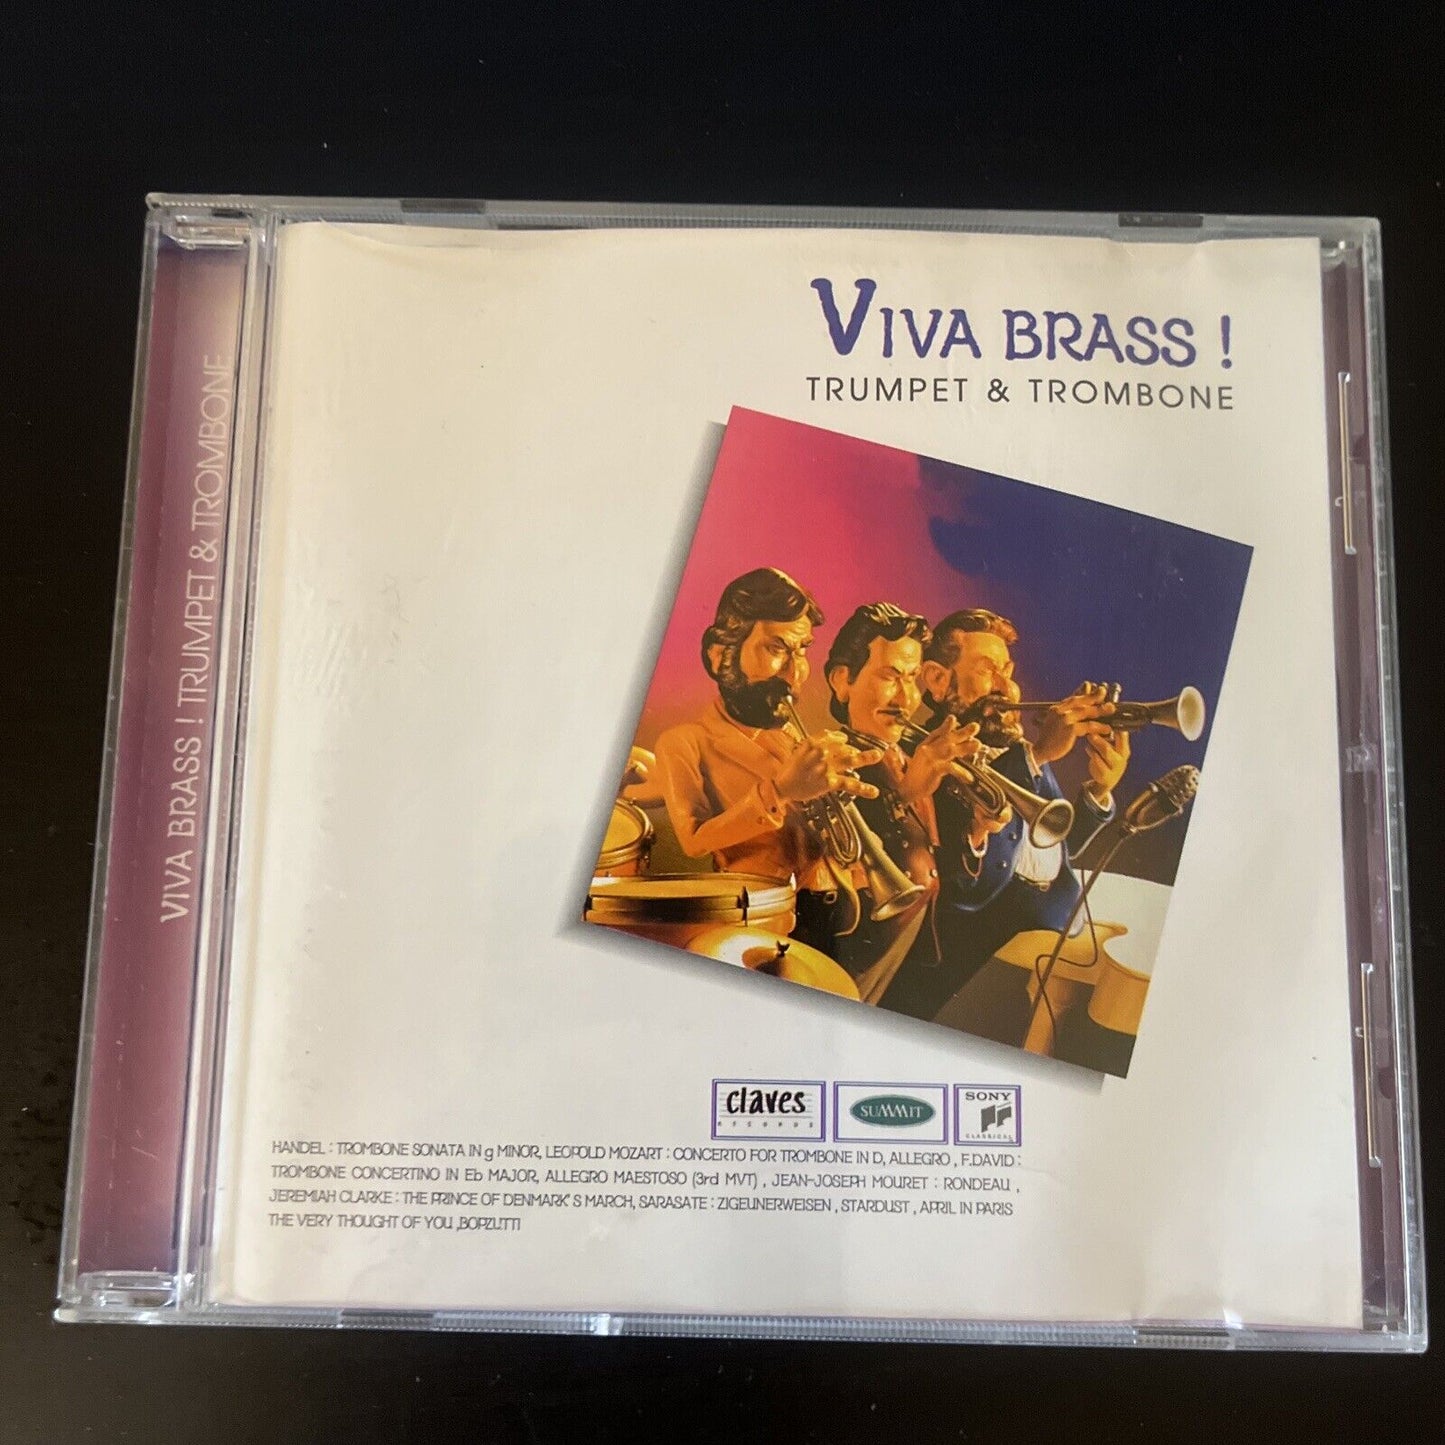 VIVA BRASS !
TRUMPET & TROMBONE
VIVA BRASS ! TRUMPET & TROMBONE
claves
RECORDS
SUMMIT
SONY
CLASSICAL
HANDEL : TROMBONE SONATA IN g MINOR, LEOPOLD MOZART : CONCERTO FOR TROMBONE IN D, ALLEGRO , F.DAVID :
TROMBONE CONCERTINO IN Eb MAJOR, ALLEGRO MAESTOSO (3rd MVT) , JEAN-JOSEPH MOURET : RONDEAU ,
JEREMIAH CLARKE : THE PRINCE OF DENMARK'S MARCH, SARASATE : ZIGEUNERWEISEN , STARDUST , APRIL IN PARIS
THE VERY THOUGHT OF YOU ,BOPZUTTI